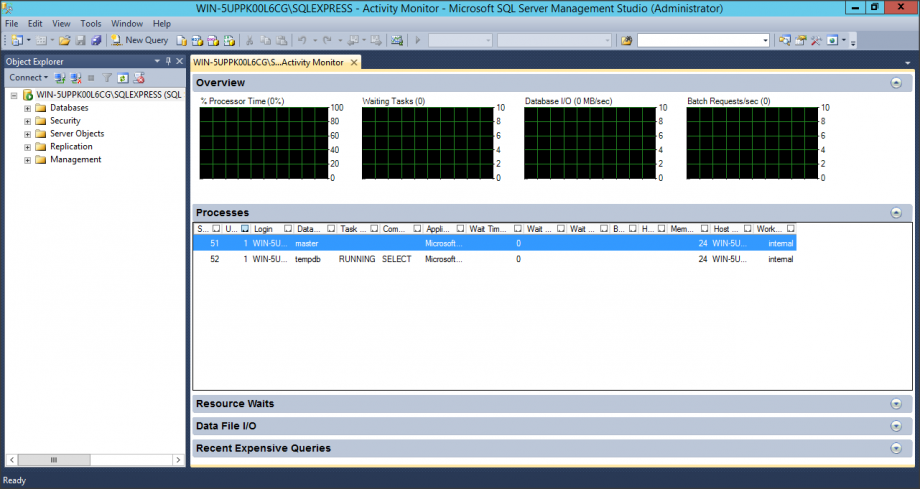 WIN-5UPPK00L6CG\SQLEXPRESS - Activity Monitor - Microsoft SQL Server Management Studio (Administrator)
File Edit View Tools Window Help
New Query
Object Explorer
Connect
WIN-5UPPK00L6CG\SQLEXPRESS (SQL
Databases
Security
Server Objects
Replication
Management
WIN-5UPPK00L6CG\S...Activity Monitor
Overview
% Processor Time (0%)
100
80
60
40
20
0
Waiting Tasks (0)
10
8
6
4
2
0
Database I/O (0 MB/sec)
10
8
6
4
2
0
Batch Requests/sec (0)
10
8
6
4
2
0
Processes
S... U... Login Data... Task ... Com... Appli... Wait Tim... Wait ... Wait ... B... H... Mem... Host ... Work...
51 1 WIN-5U... master Microsoft... 0 24 WIN-5U... internal
52 1 WIN-5U... tempdb RUNNING SELECT Microsoft... 0 24 WIN-5U... internal
Resource Waits
Data File I/O
Recent Expensive Queries
Ready